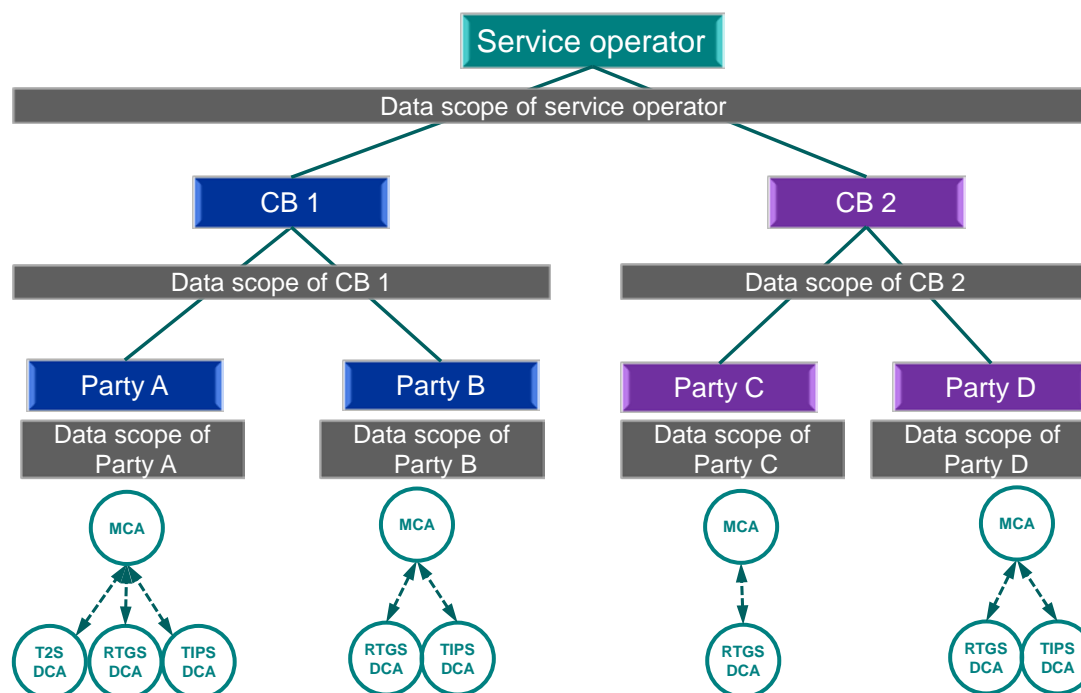 Service operator
Data scope of service operator
CB 1
CB 2
Data scope of CB 1
Data scope of CB 2
Party A
Party B
Party C
Party D
Data scope of
Party A
Data scope of
Party B
Data scope of
Party C
Data scope of
Party D
MCA
MCA
MCA
MCA
T2S
DCA
RTGS
DCA
TIPS
DCA
RTGS
DCA
TIPS
DCA
RTGS
DCA
RTGS
DCA
TIPS
DCA